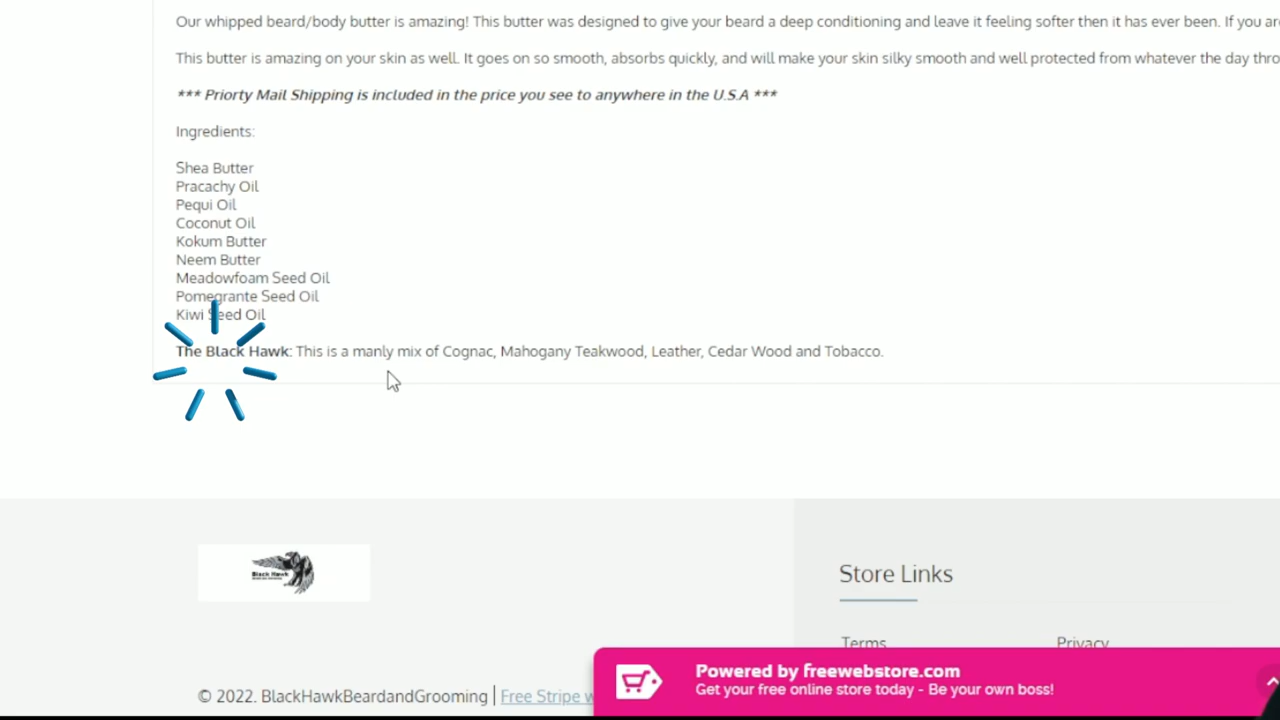 Our whipped beard/body butter is amazing! This butter was designed to give your beard a deep conditioning and leave it feeling softer then it has ever been. If you are
This butter is amazing on your skin as well. It goes on so smooth, absorbs quickly, and will make your skin silky smooth and well protected from whatever the day thro
*** Priorty Mail Shipping is included in the price you see to anywhere in the U.S.A ***
Ingredients:
Shea Butter
Pracachy Oil
Pequi Oil
Coconut Oil
Kokum Butter
Neem Butter
Meadowfoam Seed Oil
Pomegrante Seed Oil
Kiwi Seed Oil
The Black Hawk: This is a manly mix of Cognac, Mahogany Teakwood, Leather, Cedar Wood and Tobacco.
Black Hawk
Store Links
Terms Privacy
Powered by freewebstore.com
Get your free online store today - Be your own boss!
© 2022. BlackHawkBeardandGrooming | Free Stripe w